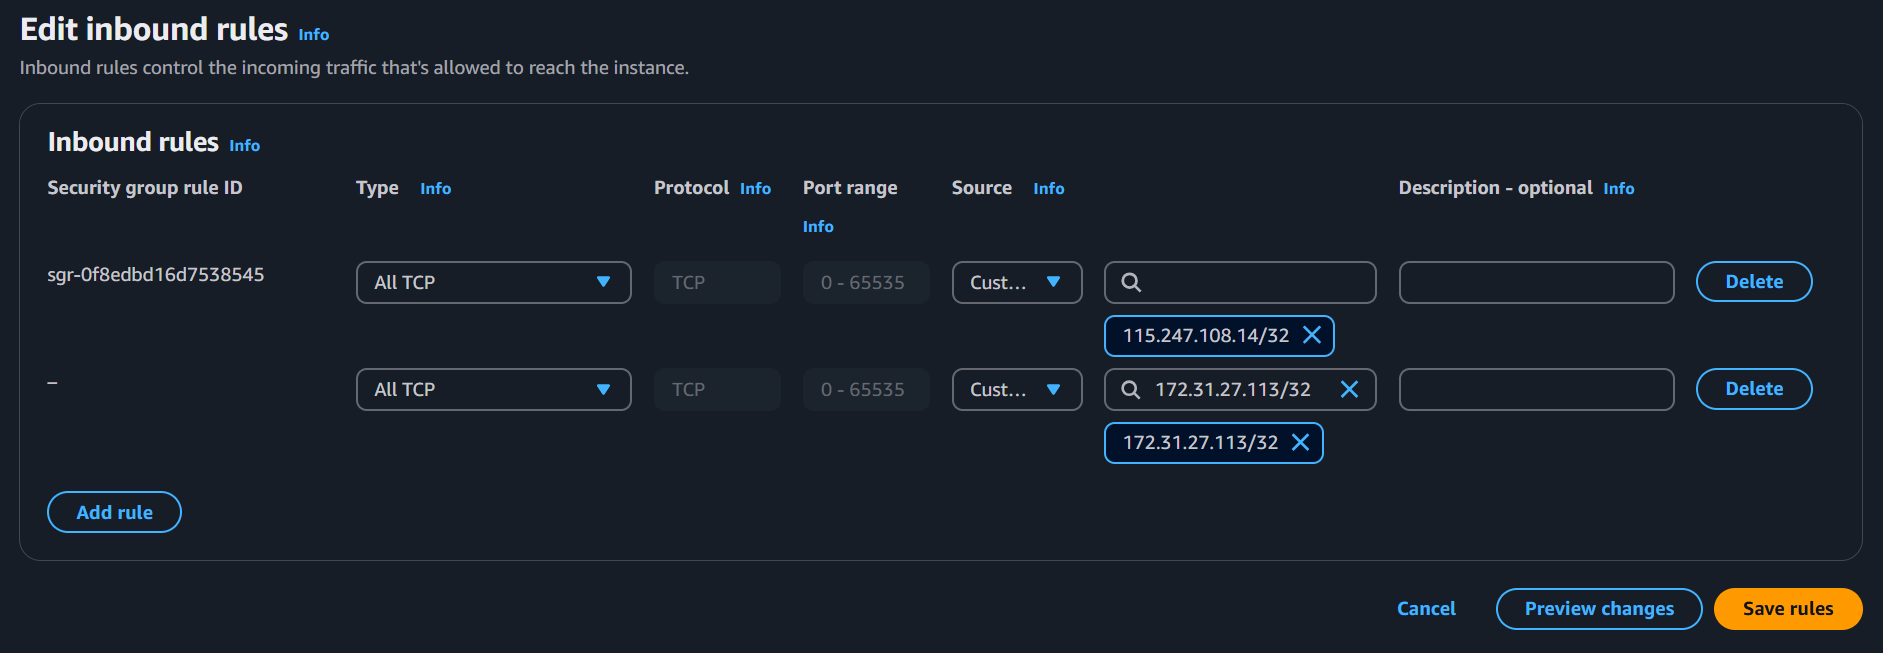 Edit inbound rules Info
Inbound rules control the incoming traffic that's allowed to reach the instance.
Inbound rules Info
Security group rule ID Type Info Protocol Info Port range Source Info Description - optional Info
Info
sgr-0f8edbd16d7538545 All TCP TCP 0 - 65535 Cust... Delete
115.247.108.14/32
– All TCP TCP 0 - 65535 Cust... 172.31.27.113/32 Delete
172.31.27.113/32
Add rule
Cancel Preview changes Save rules